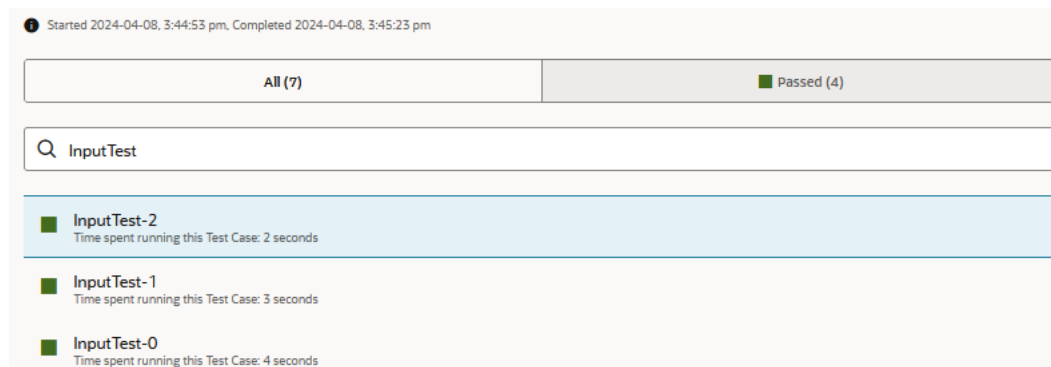 Started 2024-04-08, 3:44:53 pm, Completed 2024-04-08, 3:45:23 pm
All (7)
Passed (4)
InputTest
InputTest-2
Time spent running this Test Case: 2 seconds
InputTest-1
Time spent running this Test Case: 3 seconds
InputTest-0
Time spent running this Test Case: 4 seconds